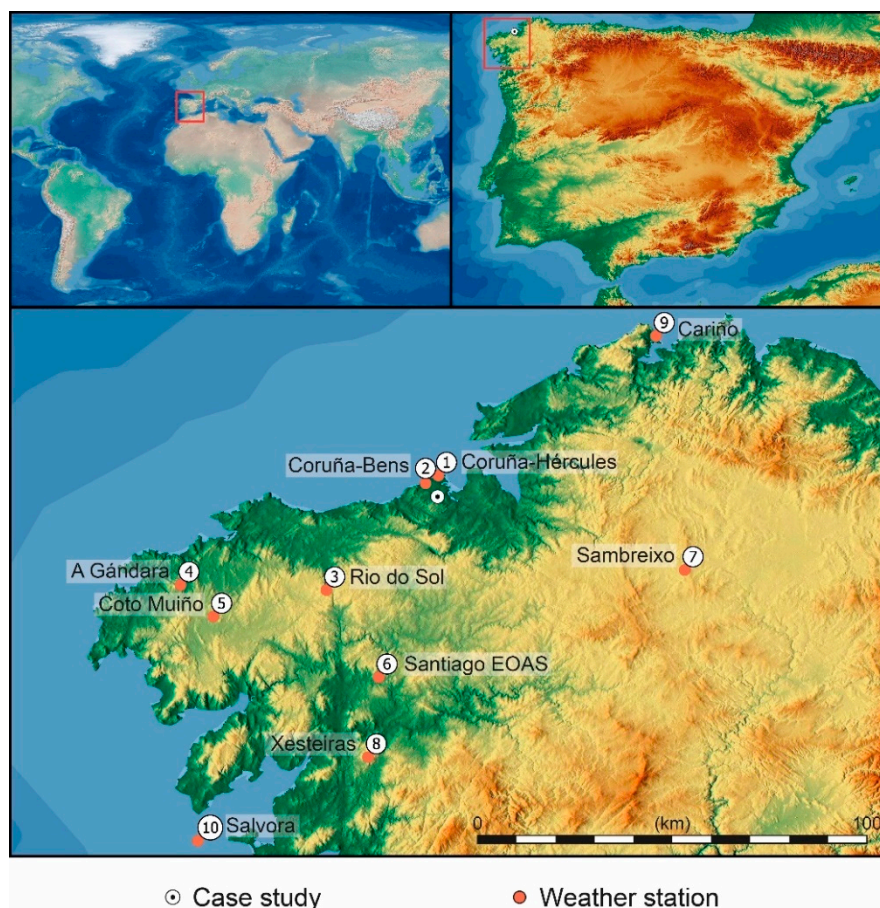 9
Cariño
Coruña-Bens 2 1 Coruña-Hércules
Sambreixo 7
A Gándara 4
3 Rio do Sol
Coto Muiño 5
6 Santiago EOAS
Xesteiras 8
10 Salvora
0 (km) 100
Case study
Weather station